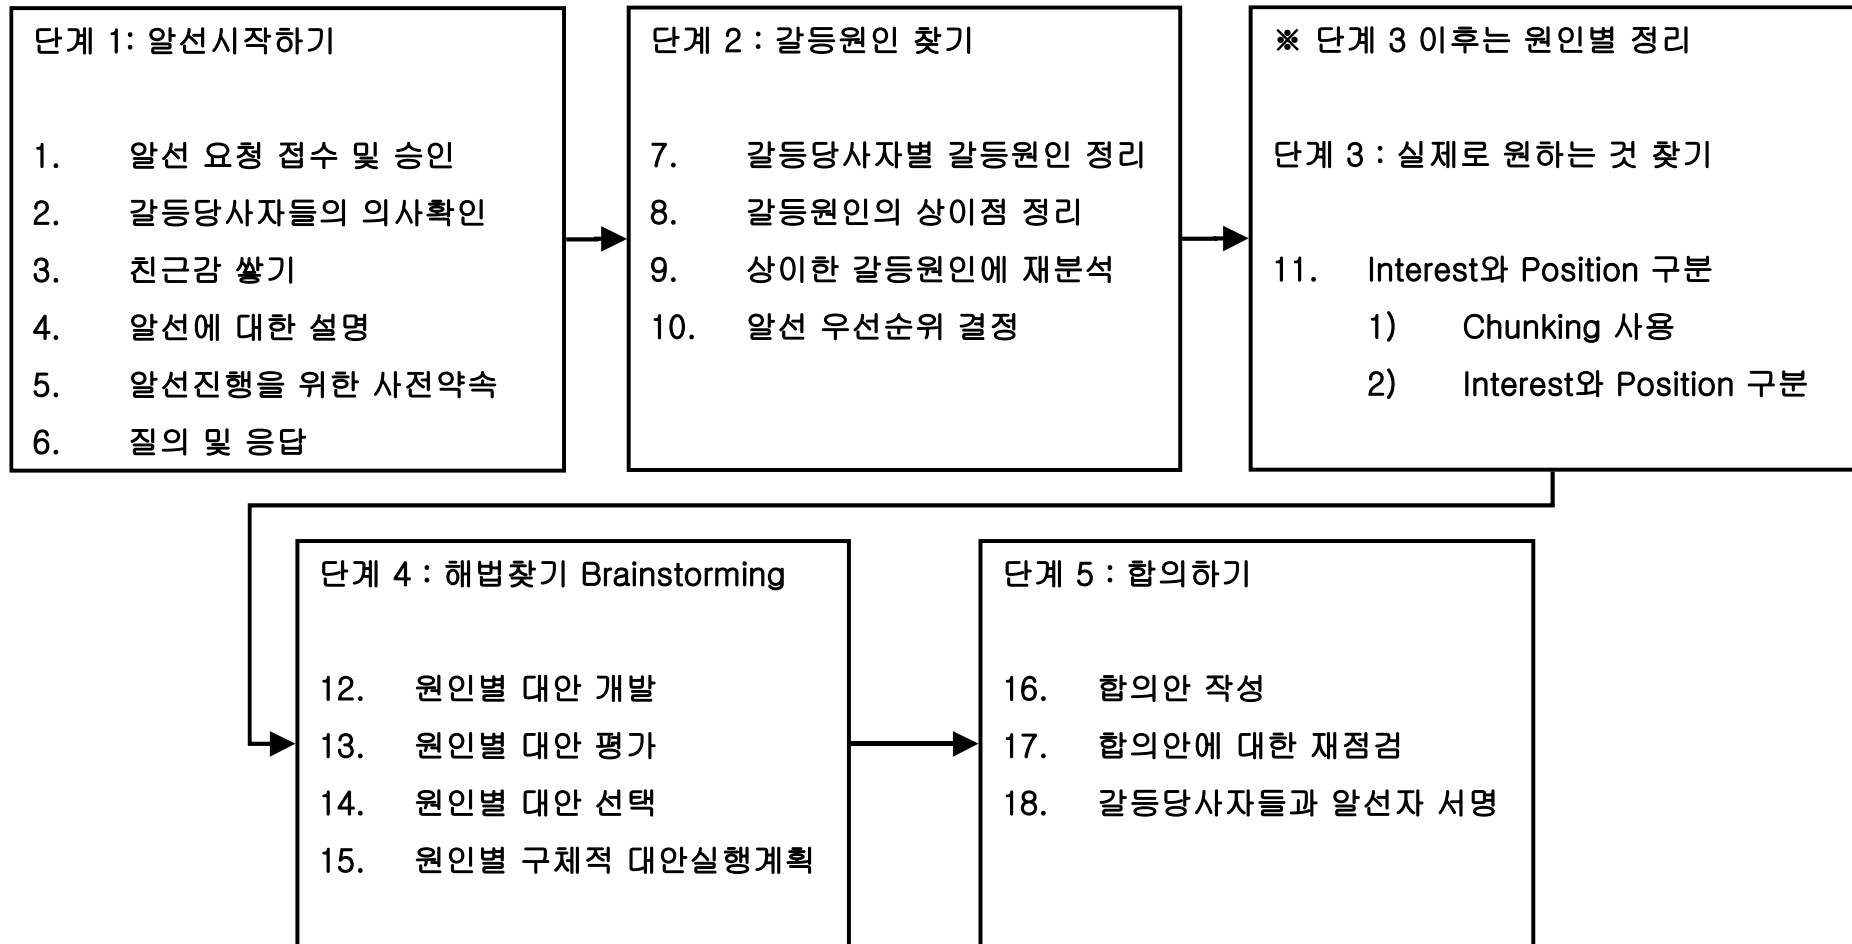 단계 1: 알선시작하기
1. 알선 요청 접수 및 승인
2. 갈등당사자들의 의사확인
3. 친근감 쌓기
4. 알선에 대한 설명
5. 알선진행을 위한 사전약속
6. 질의 및 응답
단계 2 : 갈등원인 찾기
7. 갈등당사자별 갈등원인 정리
8. 갈등원인의 상이점 정리
9. 상이한 갈등원인에 재분석
10. 알선 우선순위 결정
※ 단계 3 이후는 원인별 정리
단계 3 : 실제로 원하는 것 찾기
11. Interest와 Position 구분
1) Chunking 사용
2) Interest와 Position 구분
단계 4 : 해법찾기 Brainstorming
12. 원인별 대안 개발
13. 원인별 대안 평가
14. 원인별 대안 선택
15. 원인별 구체적 대안실행계획
단계 5 : 합의하기
16. 합의안 작성
17. 합의안에 대한 재점검
18. 갈등당사자들과 알선자 서명